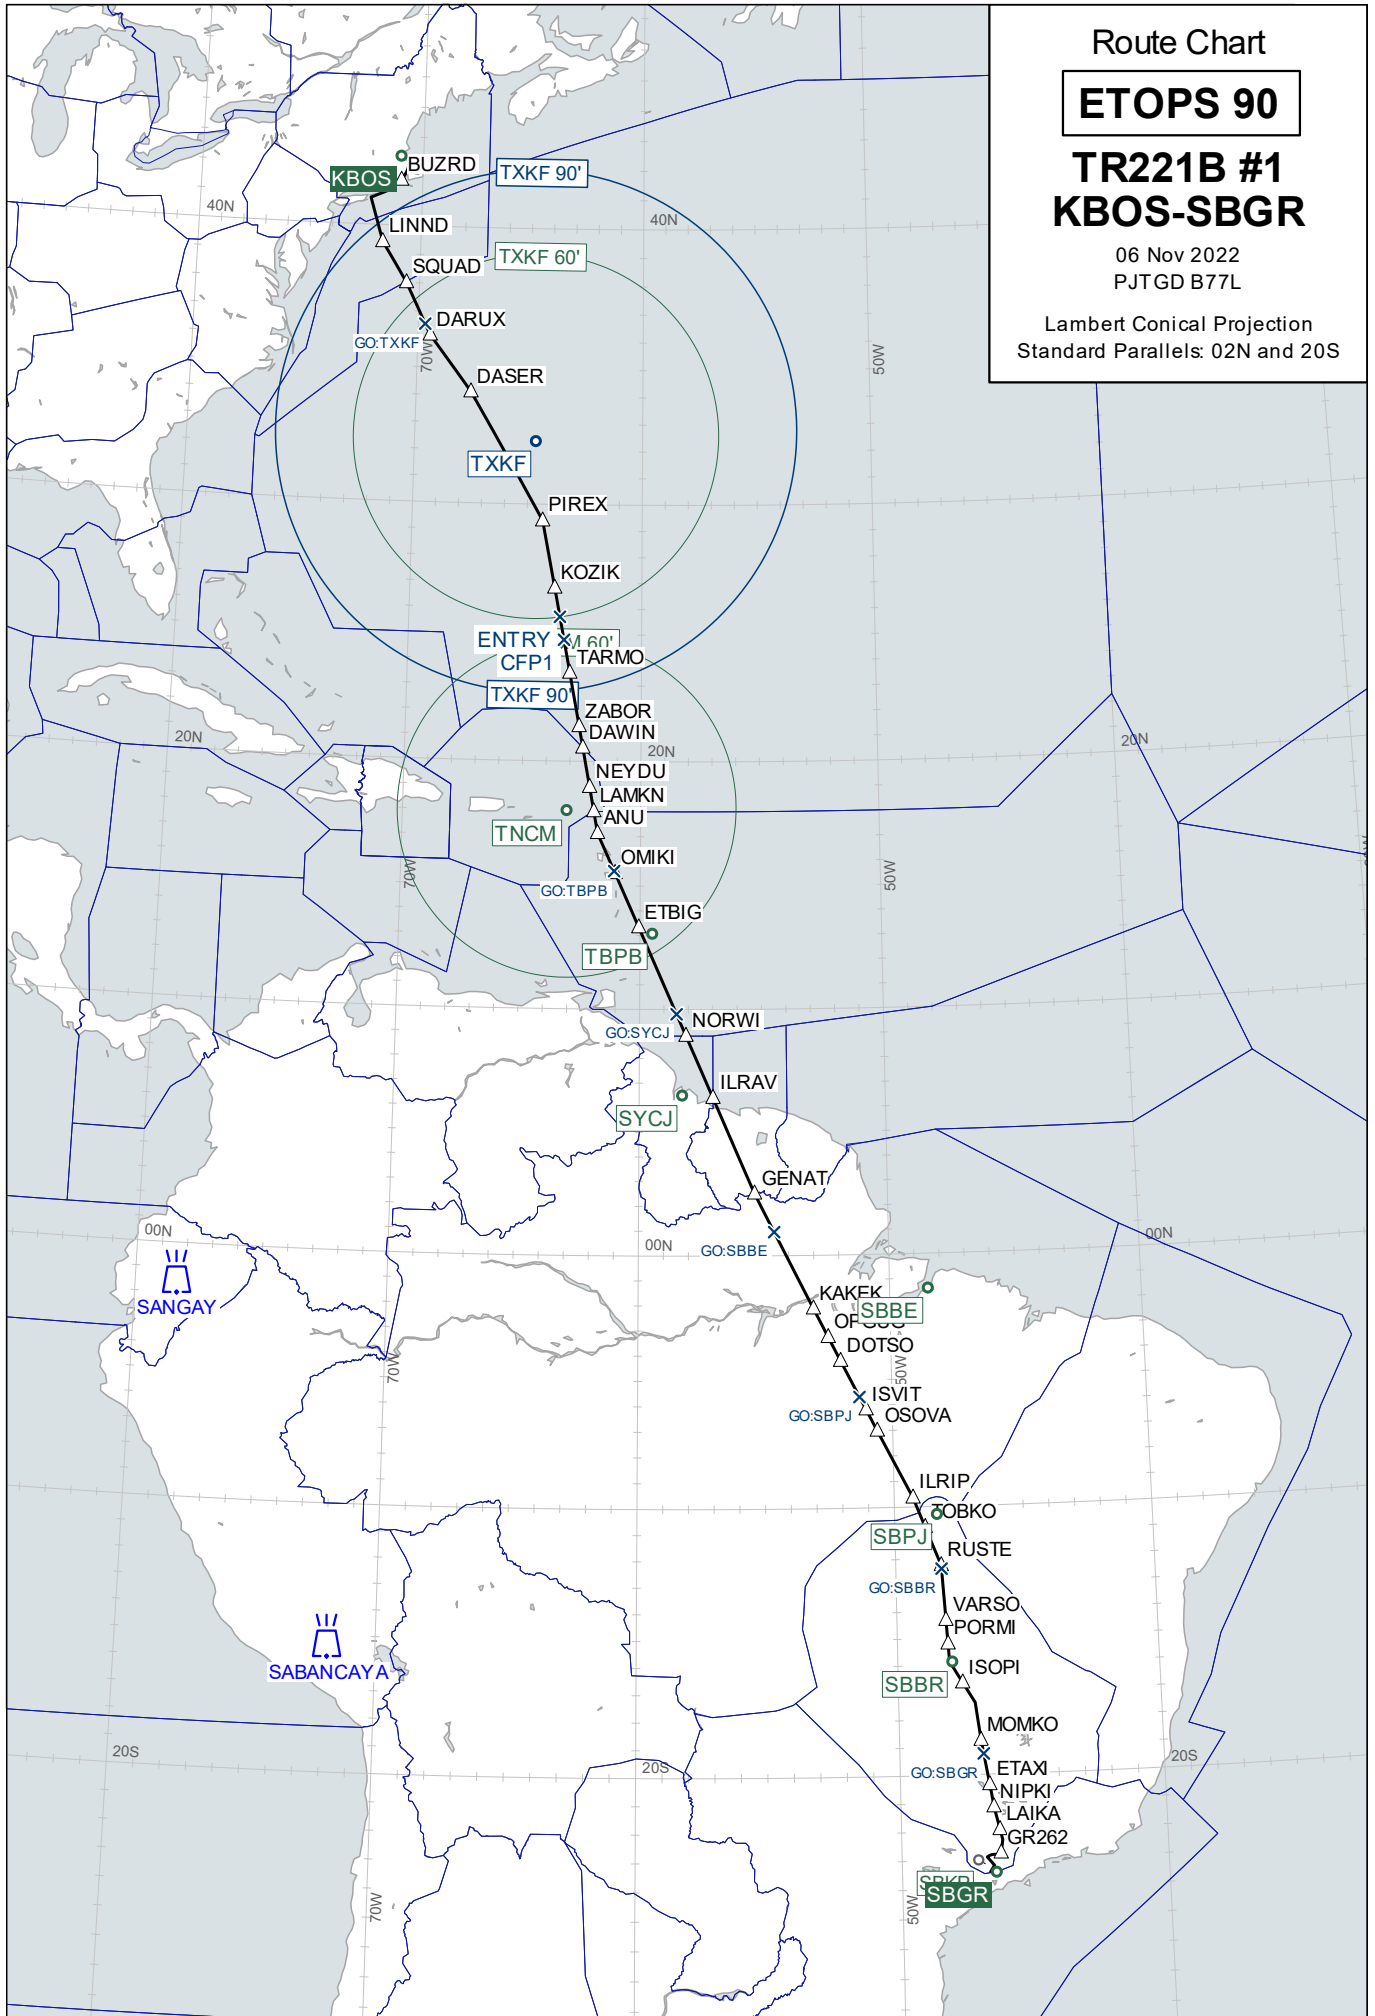 Route Chart
ETOPS 90
TR221B #1
KBOS-SBGR
06 Nov 2022
PJTGD B77L
Lambert Conical Projection
Standard Parallels: 02N and 20S
BUZRD
KBOS
TXKF 90'
40N
40N
LINND
TXKF 60'
SQUAD
DARUX
GO:TXKF
70W
50W
DASER
TXKF
PIREX
KOZIK
ENTRY
M 60'
CFP1
TARMO
TXKF 90'
ZABOR
DAWIN
20N
20N
20N
NEYDU
LAMKN
ANU
TNCM
OMIKI
70W
50W
GO:TBPB
ETBIG
TBPB
NORWI
GO:SYCJ
ILRAV
SYCJ
GENAT
00N
00N
00N
GO:SBBE
SANGAY
KAKEK
SBBE
DOTSO
70W
50W
ISVIT
GO:SBPJ
OSOVA
ILRIP
TOBKO
SBPJ
RUSTE
GO:SBBR
VARSO
PORMI
ISOPI
SABANCAYA
SBBR
MOMKO
20S
20S
20S
GO:SBGR
ETAXI
NIPKI
LAIKA
GR262
SBGR
70W
50W